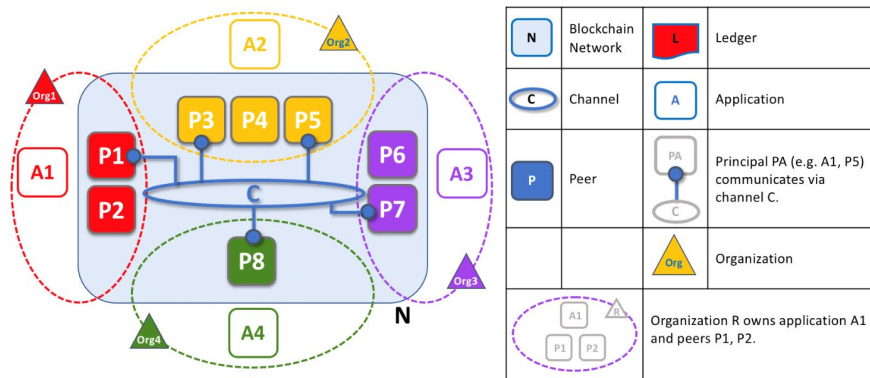 A2
Org2
Org1
P3 P4 P5
P1
P6
A1
A3
P2
C
P7
P8
Org3
N
Org4
A4
N
Blockchain
Network
L
Ledger
C
Channel
A
Application
P
Peer
PA
C
Principal PA (e.g. A1, P5)
communicates via
channel C.
Org
Organization
A1
R
P1 P2
Organization R owns application A1
and peers P1, P2.